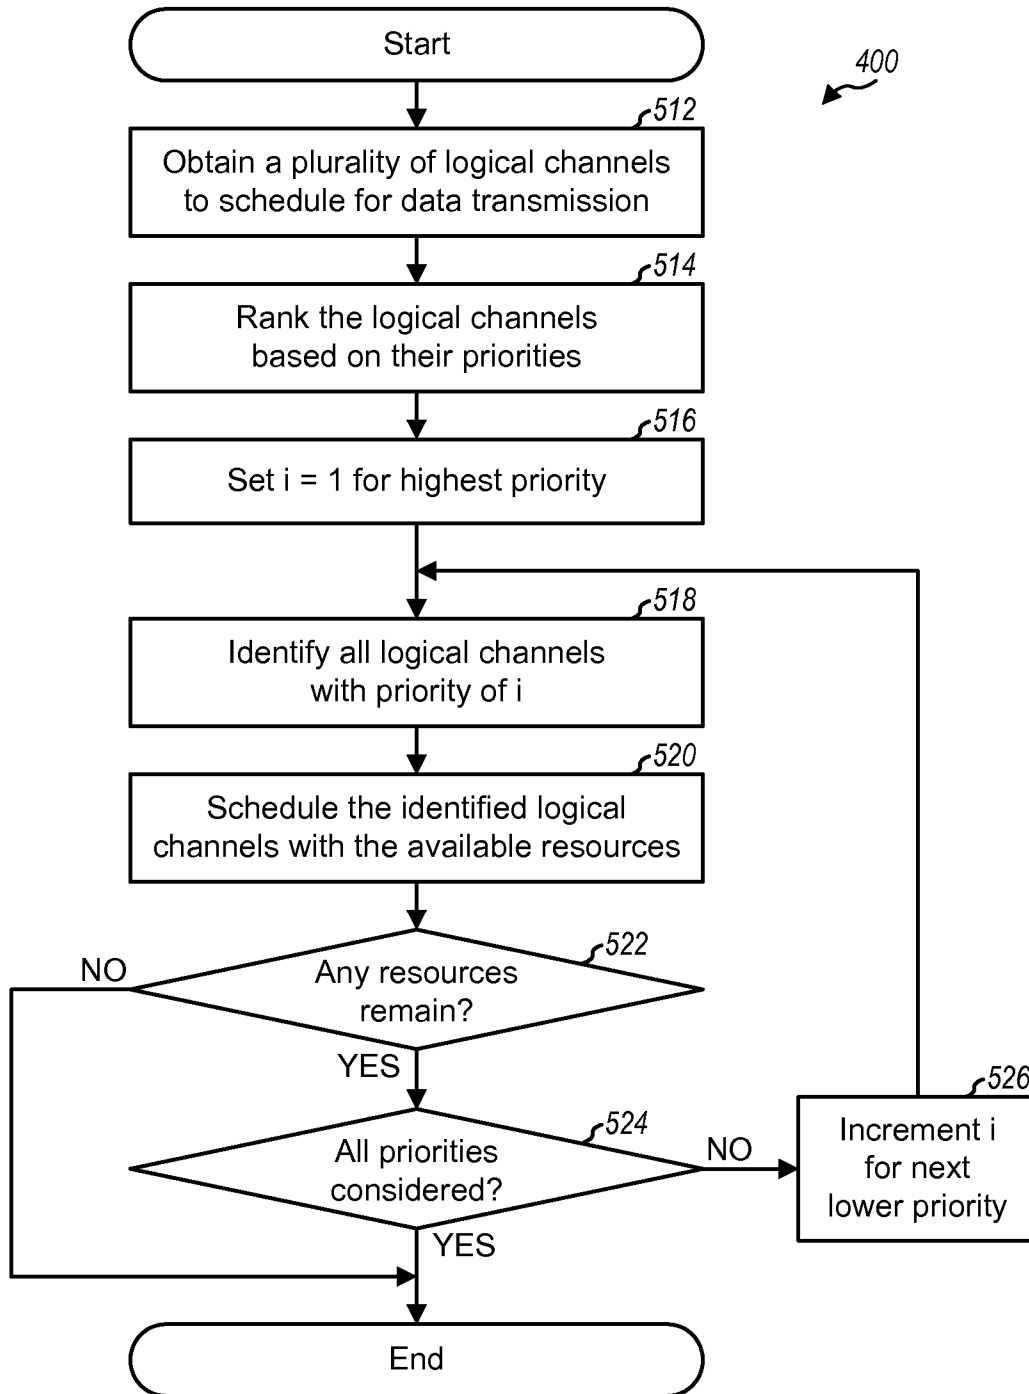 Start
400
512
Obtain a plurality of logical channels
to schedule for data transmission
514
Rank the logical channels
based on their priorities
516
Set i = 1 for highest priority
518
Identify all logical channels
with priority of i
520
Schedule the identified logical
channels with the available resources
522
NO
Any resources
remain?
YES
524
All priorities
considered?
NO
526
Increment i
for next
lower priority
YES
End